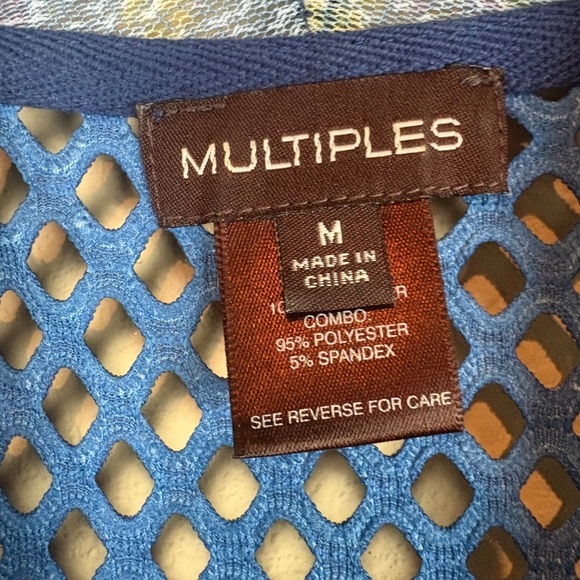 MULTIPLES
M
MADE IN
CHINA
COMBO:
95% POLYESTER
5% SPANDEX
SEE REVERSE FOR CARE